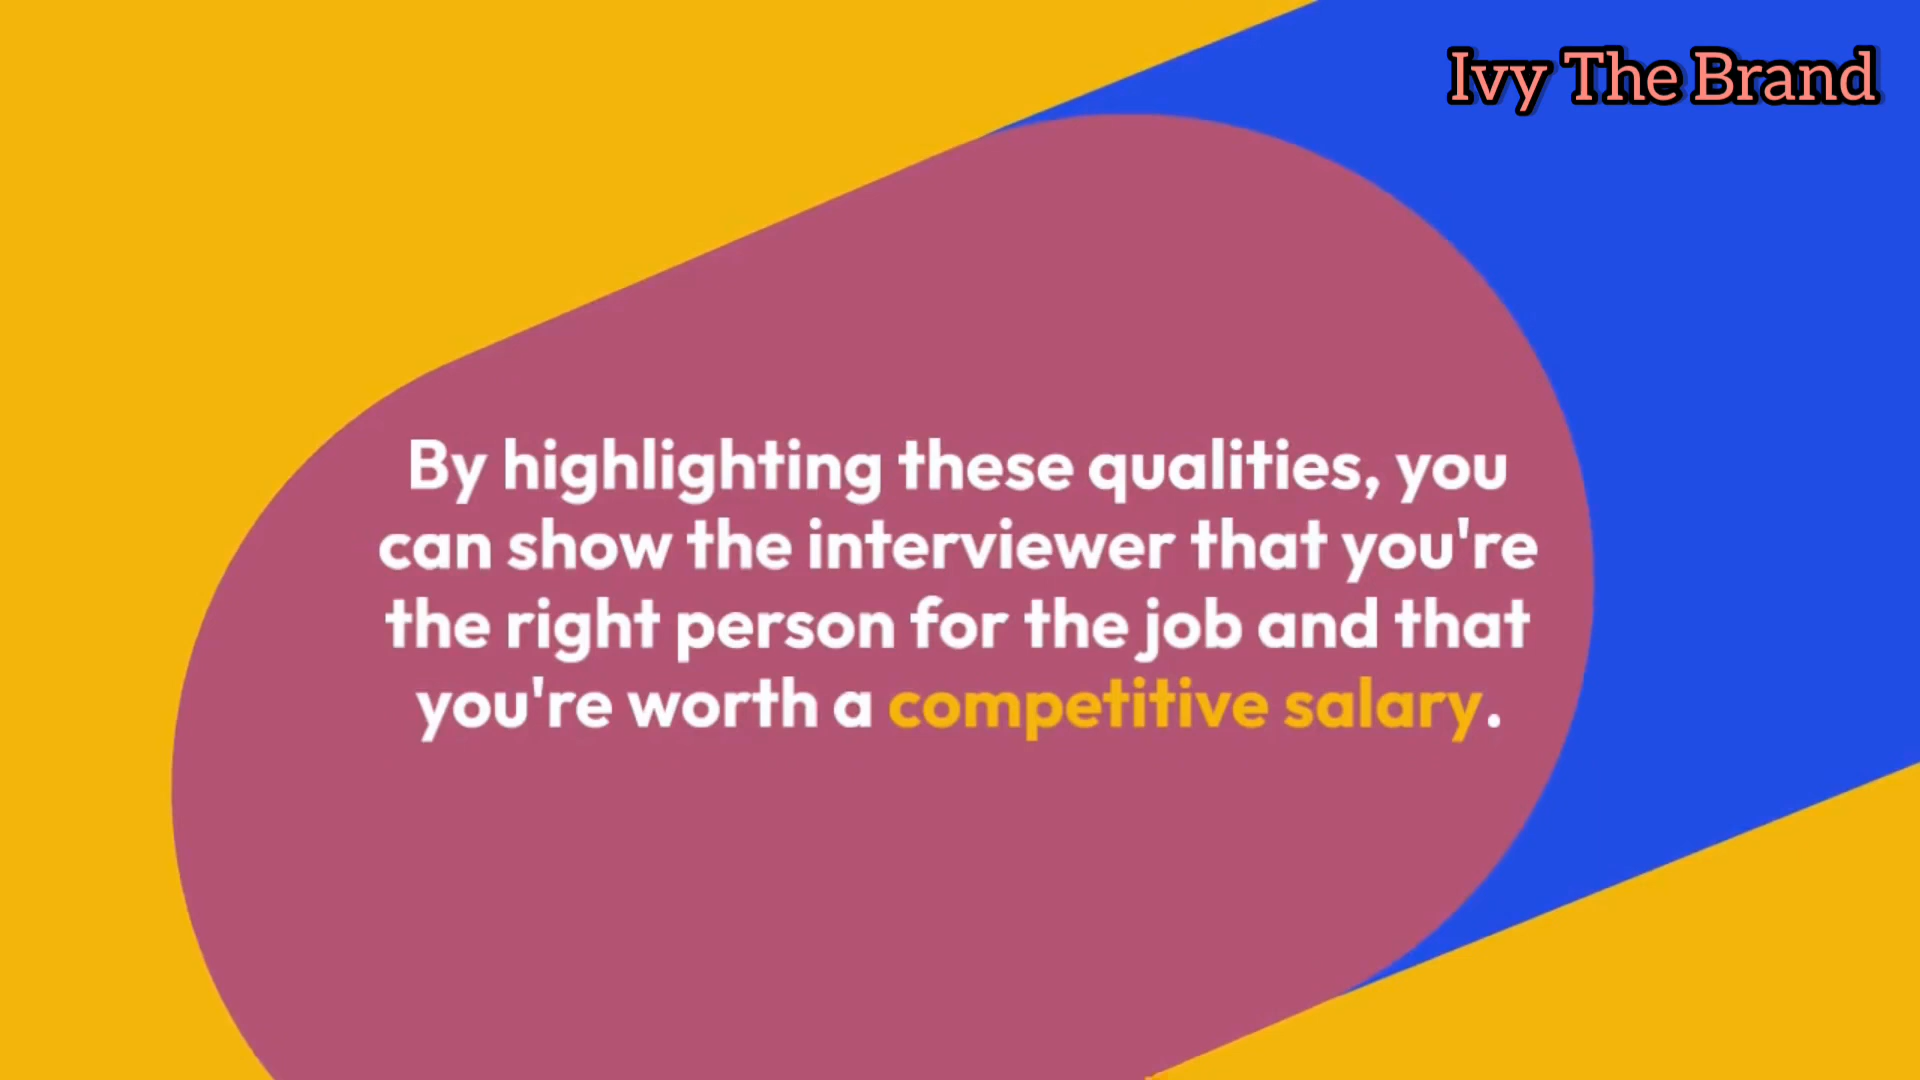 Ivy The Brand
By highlighting these qualities, you
can show the interviewer that you're
the right person for the job and that
you're worth a competitive salary.